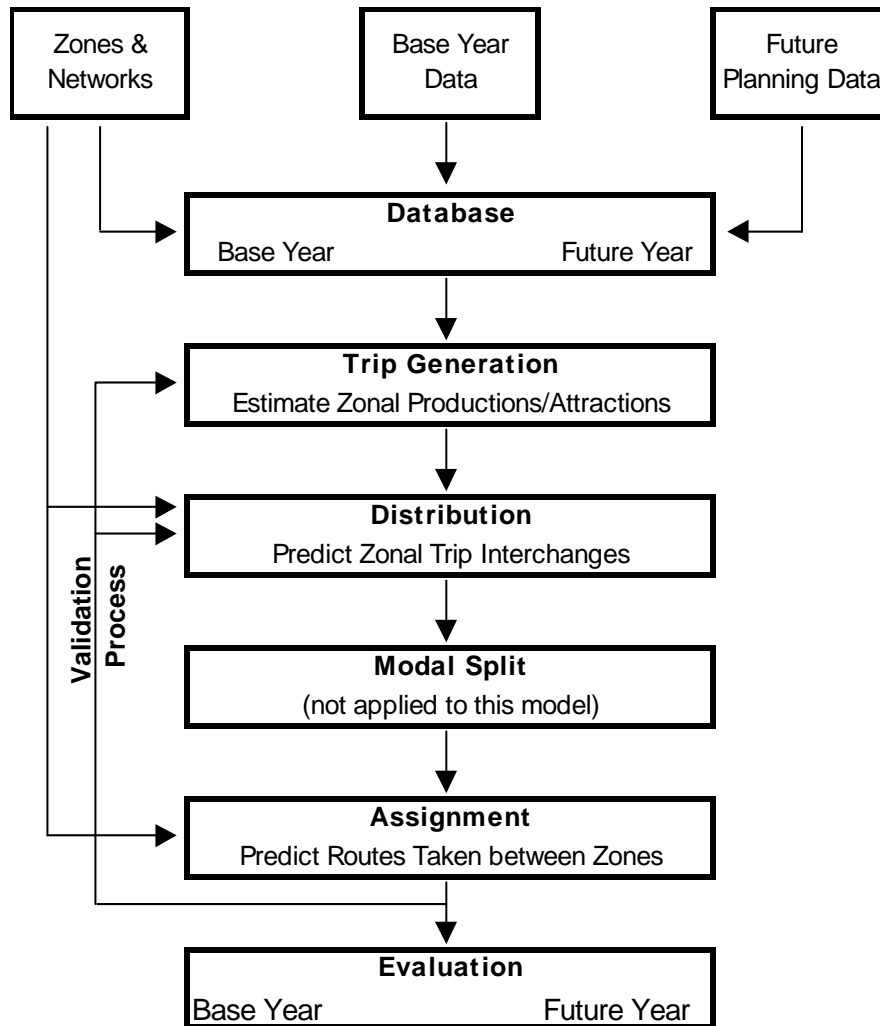 Zones &
Networks
Base Year
Data
Future
Planning Data
Database
Base Year Future Year
Trip Generation
Estimate Zonal Productions/Attractions
Distribution
Predict Zonal Trip Interchanges
Validation
Process
Modal Split
(not applied to this model)
Assignment
Predict Routes Taken between Zones
Evaluation
Base Year Future Year